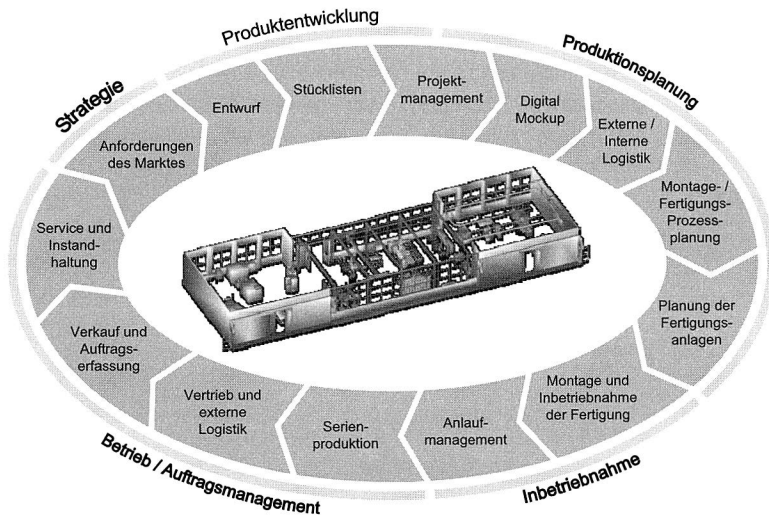 Produktentwicklung
Produktionsplanung
Strategie
Stücklisten
Projekt-
management
Entwurf
Digital
Mockup
Anforderungen
des Marktes
Externe /
Interne
Logistik
Montage- /
Fertigungs-
Prozess-
planung
Service und
Instand-
haltung
Planung der
Fertigungs-
anlagen
Verkauf und
Auftrags-
erfassung
Montage und
Inbetriebnahme
der Fertigung
Vertrieb und
externe
Logistik
Serien-
produktion
Anlauf-
management
Betrieb / Auftragsmanagement
Inbetriebnahme